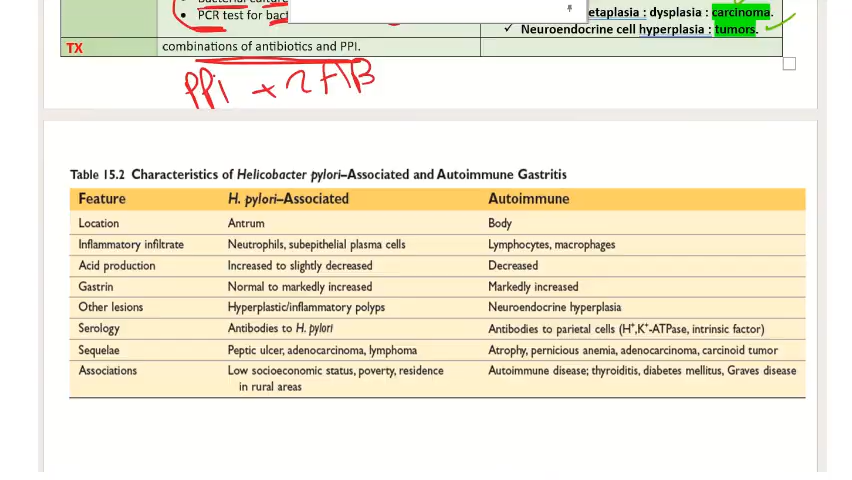 • Bacterial culture
• PCR test for bact
etaplasia : dysplasia : carcinoma.
✓ Neuroendocrine cell hyperplasia : tumors.
TX combinations of antibiotics and PPI.
PPi + 2 AB
Table 15.2 Characteristics of Helicobacter pylori–Associated and Autoimmune Gastritis
Feature H. pylori–Associated Autoimmune
Location Antrum Body
Inflammatory infiltrate Neutrophils, subepithelial plasma cells Lymphocytes, macrophages
Acid production Increased to slightly decreased Decreased
Gastrin Normal to markedly increased Markedly increased
Other lesions Hyperplastic/inflammatory polyps Neuroendocrine hyperplasia
Serology Antibodies to H. pylori Antibodies to parietal cells (H⁺,K⁺-ATPase, intrinsic factor)
Sequelae Peptic ulcer, adenocarcinoma, lymphoma Atrophy, pernicious anemia, adenocarcinoma, carcinoid tumor
Associations Low socioeconomic status, poverty, residence Autoimmune disease; thyroiditis, diabetes mellitus, Graves disease
in rural areas